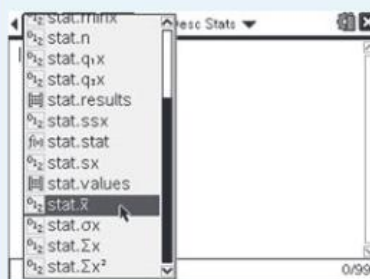 stat.minx
esc Stats
stat.n
stat.q₁x
stat.q₃x
stat.results
stat.ssx
stat.stat
stat.sx
stat.values
stat.x̄
stat.σx
stat.Σx
stat.Σx²
0/99